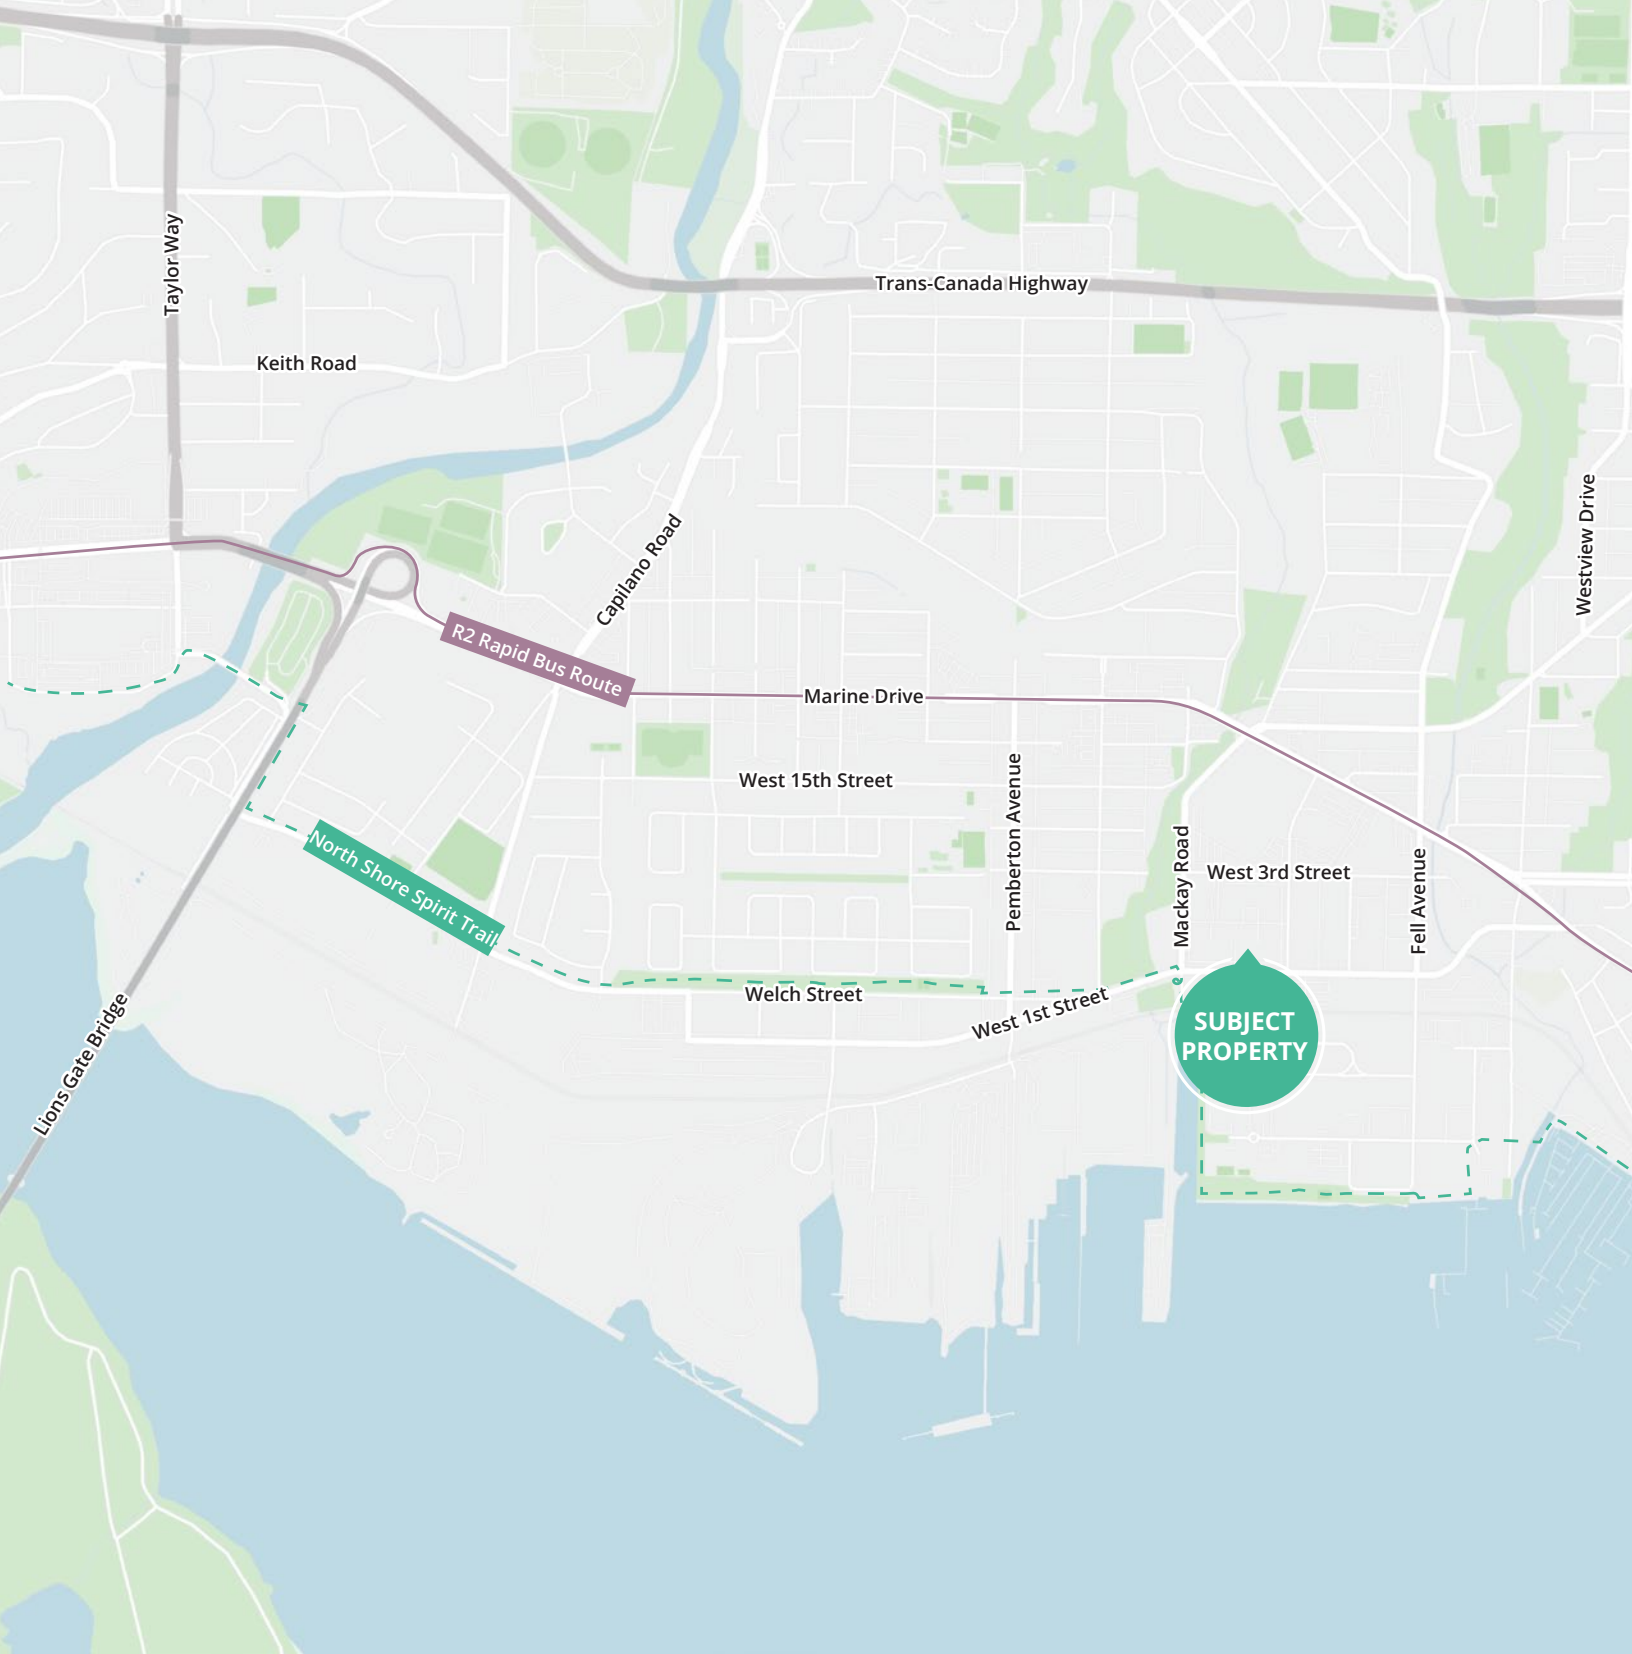 Taylor Way
Trans-Canada Highway
Keith Road
Capilano Road
Westview Drive
R2 Rapid Bus Route
Marine Drive
West 15th Street
Pemberton Avenue
Mackay Road
West 3rd Street
Fell Avenue
North Shore Spirit Trail
Welch Street
West 1st Street
SUBJECT
PROPERTY
Lions Gate Bridge